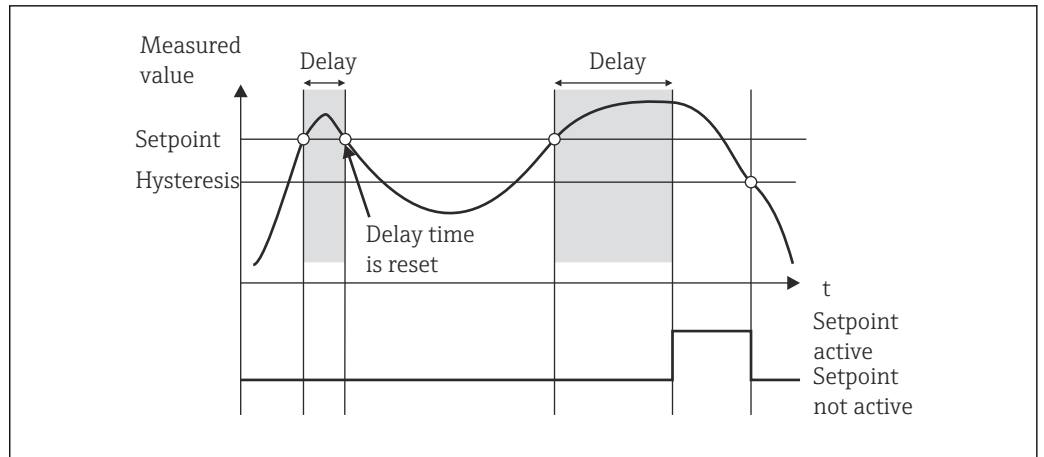 Measured
value
Delay
Delay
Setpoint
Hysteresis
Delay time
is reset
t
Setpoint
active
Setpoint
not active